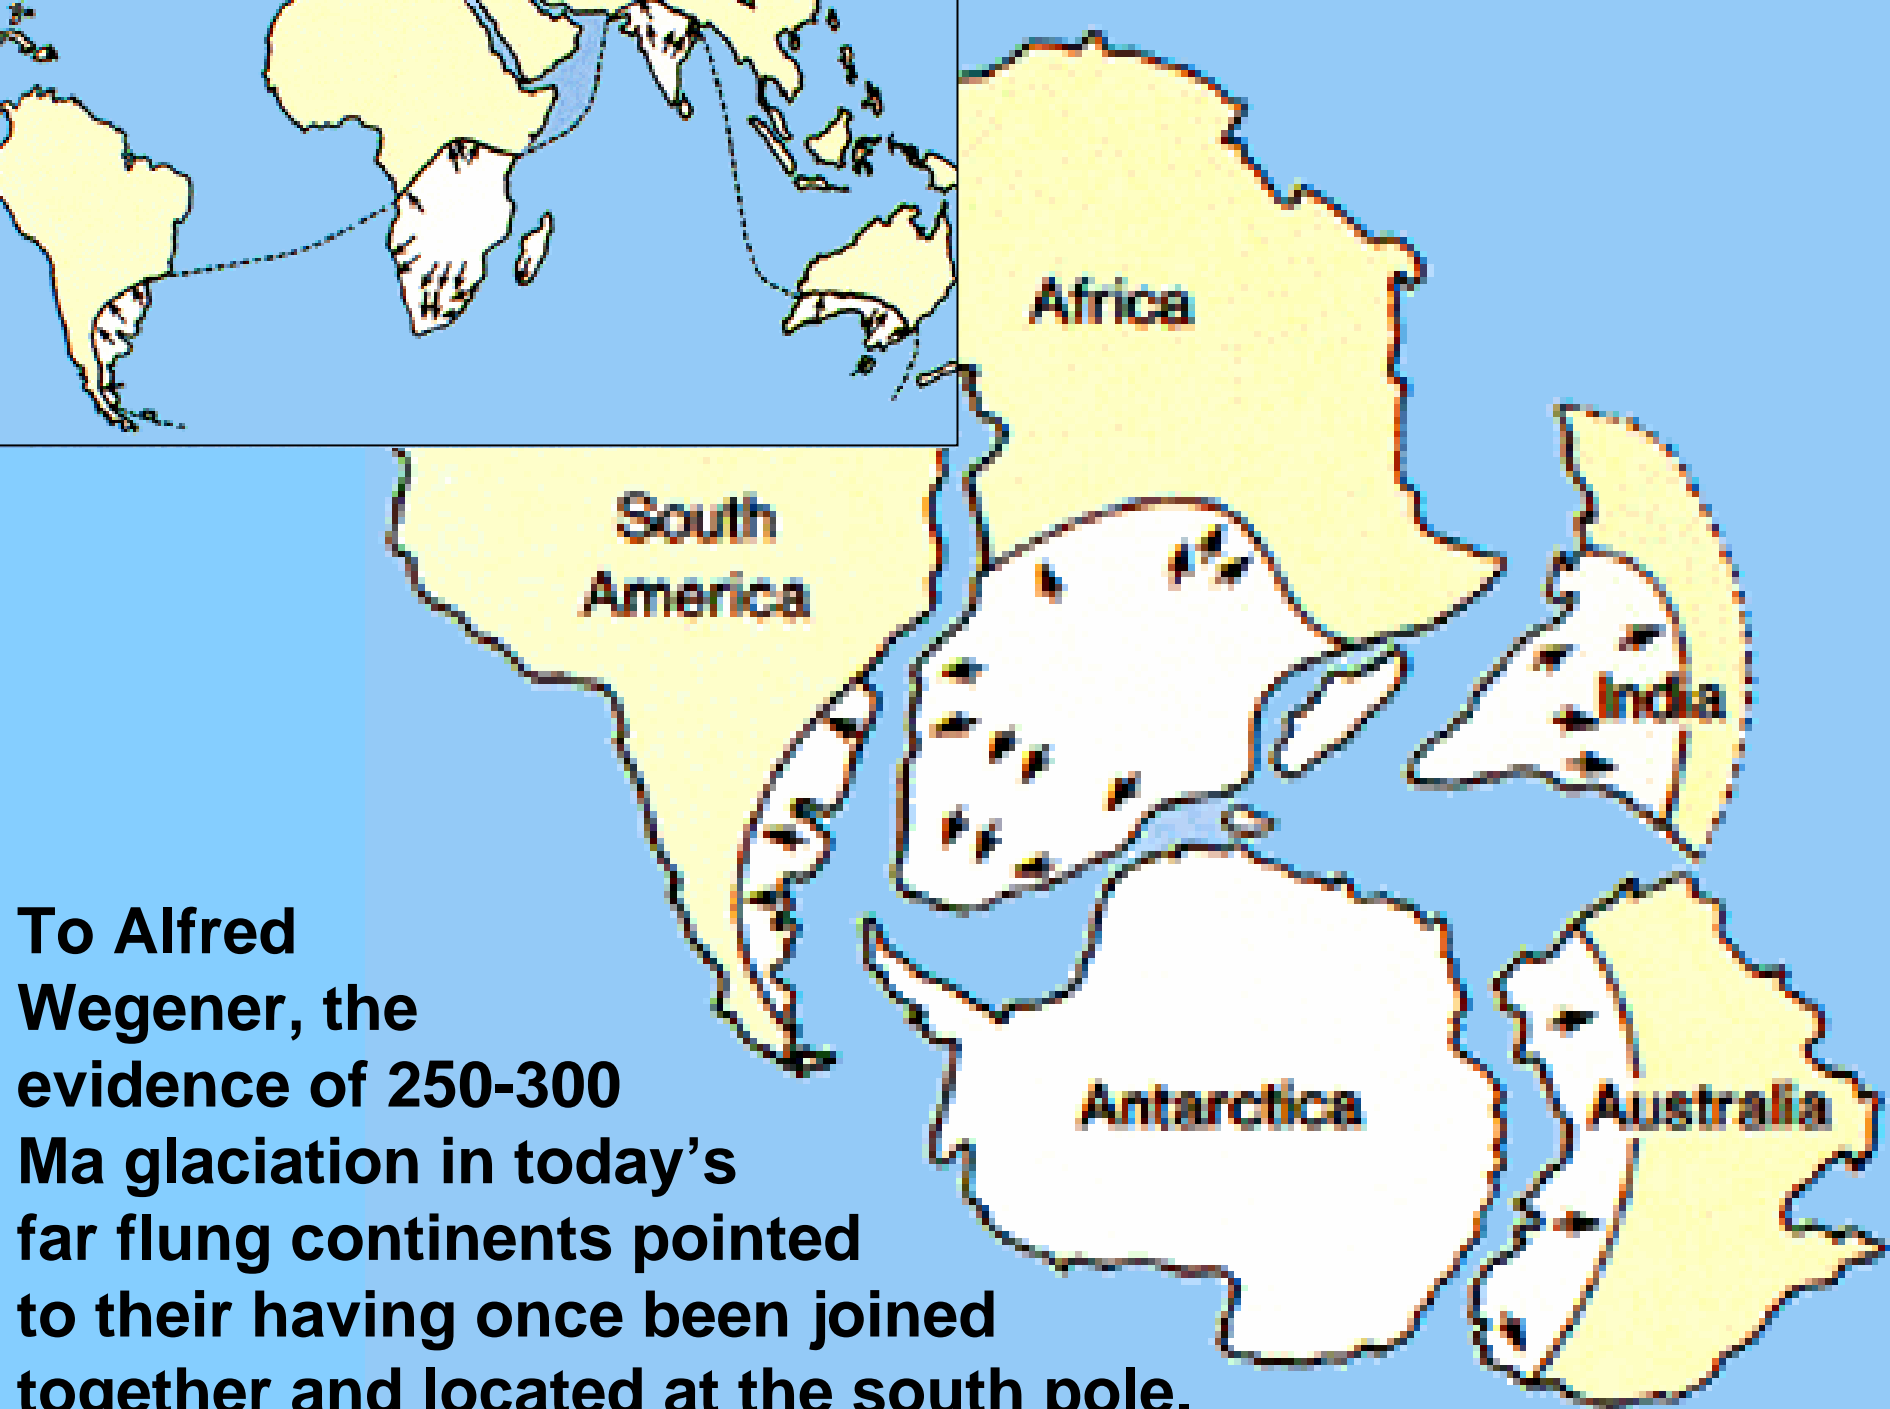 Africa
South
America
India
Antarctica
Australia
To Alfred
Wegener, the
evidence of 250-300
Ma glaciation in today’s
far flung continents pointed
to their having once been joined
together and located at the south pole.